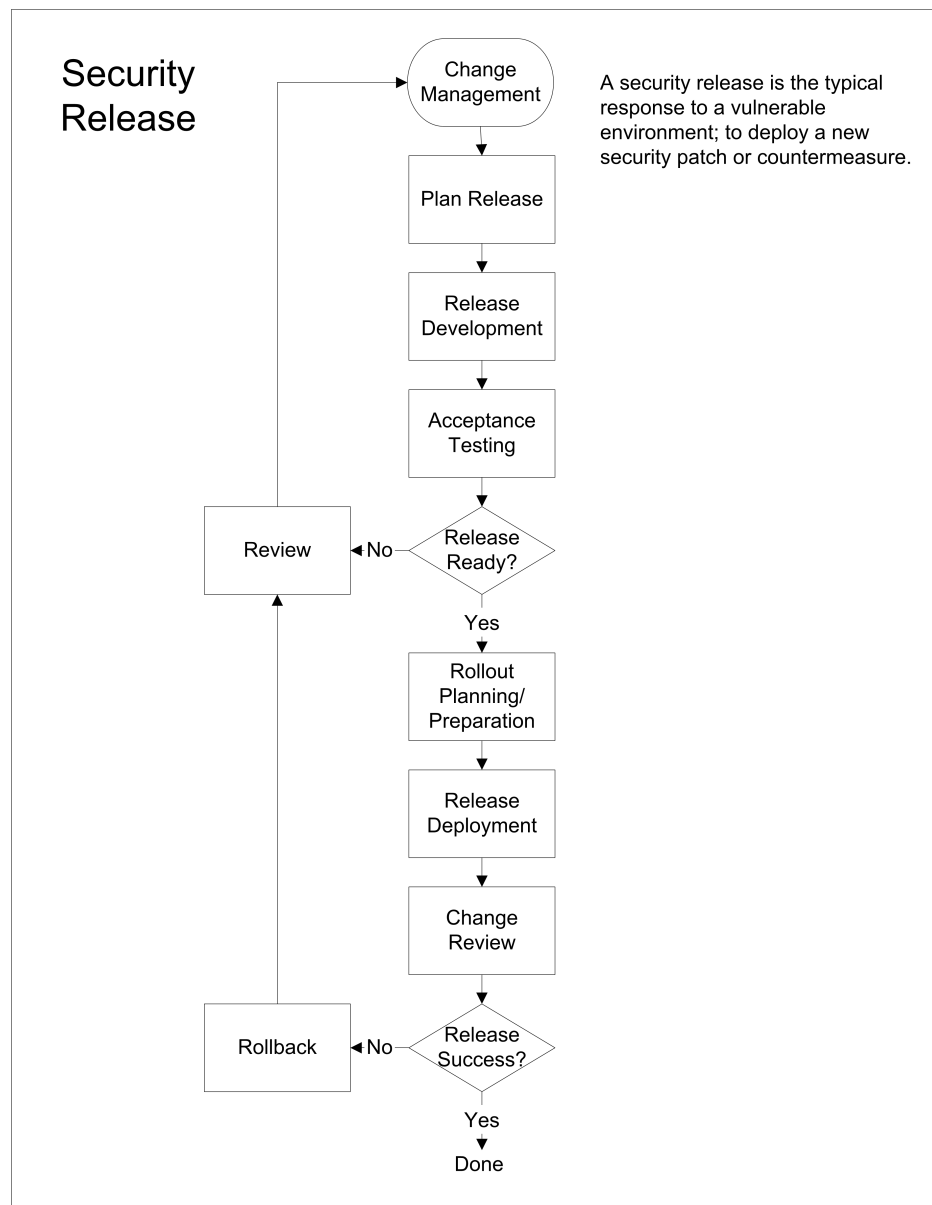 Security
Release
Change
Management
A security release is the typical
response to a vulnerable
environment; to deploy a new
security patch or countermeasure.
Plan Release
Release
Development
Acceptance
Testing
Release
Ready?
No
Review
Yes
Rollout
Planning/
Preparation
Release
Deployment
Change
Review
Release
Success?
No
Rollback
Yes
Done